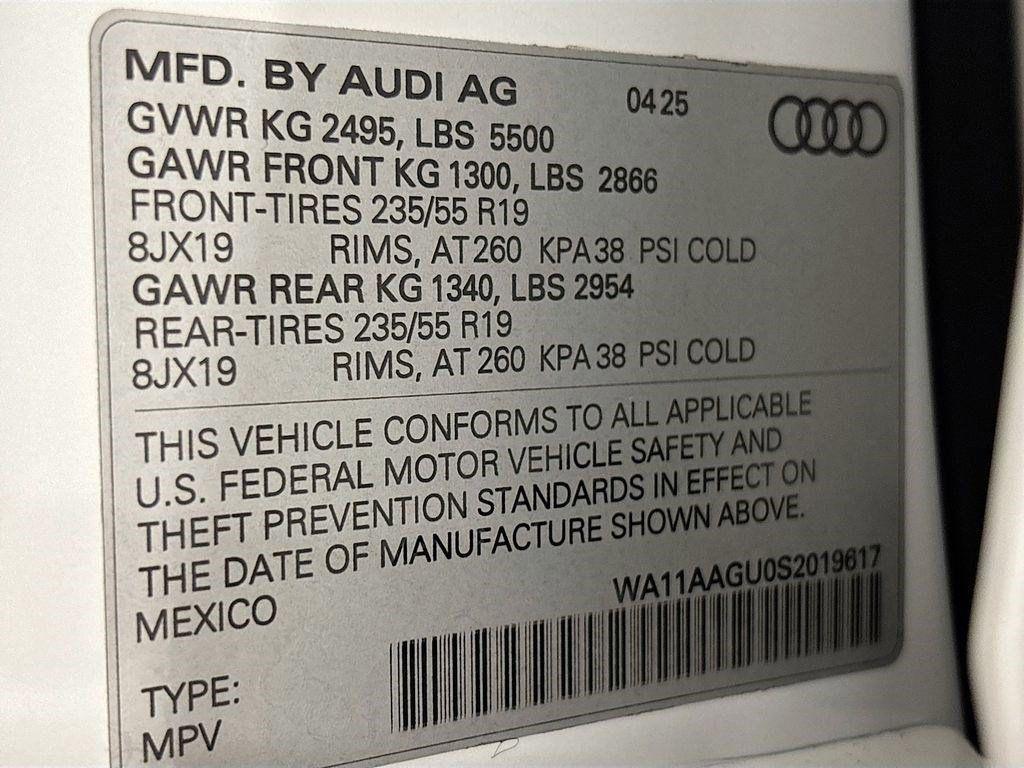 MFD. BY AUDI AG 04 25
GVWR KG 2495, LBS 5500
GAWR FRONT KG 1300, LBS 2866
FRONT-TIRES 235/55 R19
8JX19 RIMS, AT 260 KPA 38 PSI COLD
GAWR REAR KG 1340, LBS 2954
REAR-TIRES 235/55 R19
8JX19 RIMS, AT 260 KPA 38 PSI COLD
THIS VEHICLE CONFORMS TO ALL APPLICABLE
U.S. FEDERAL MOTOR VEHICLE SAFETY AND
THEFT PREVENTION STANDARDS IN EFFECT ON
THE DATE OF MANUFACTURE SHOWN ABOVE.
MEXICO WA11AAGU0S2019617
TYPE:
MPV